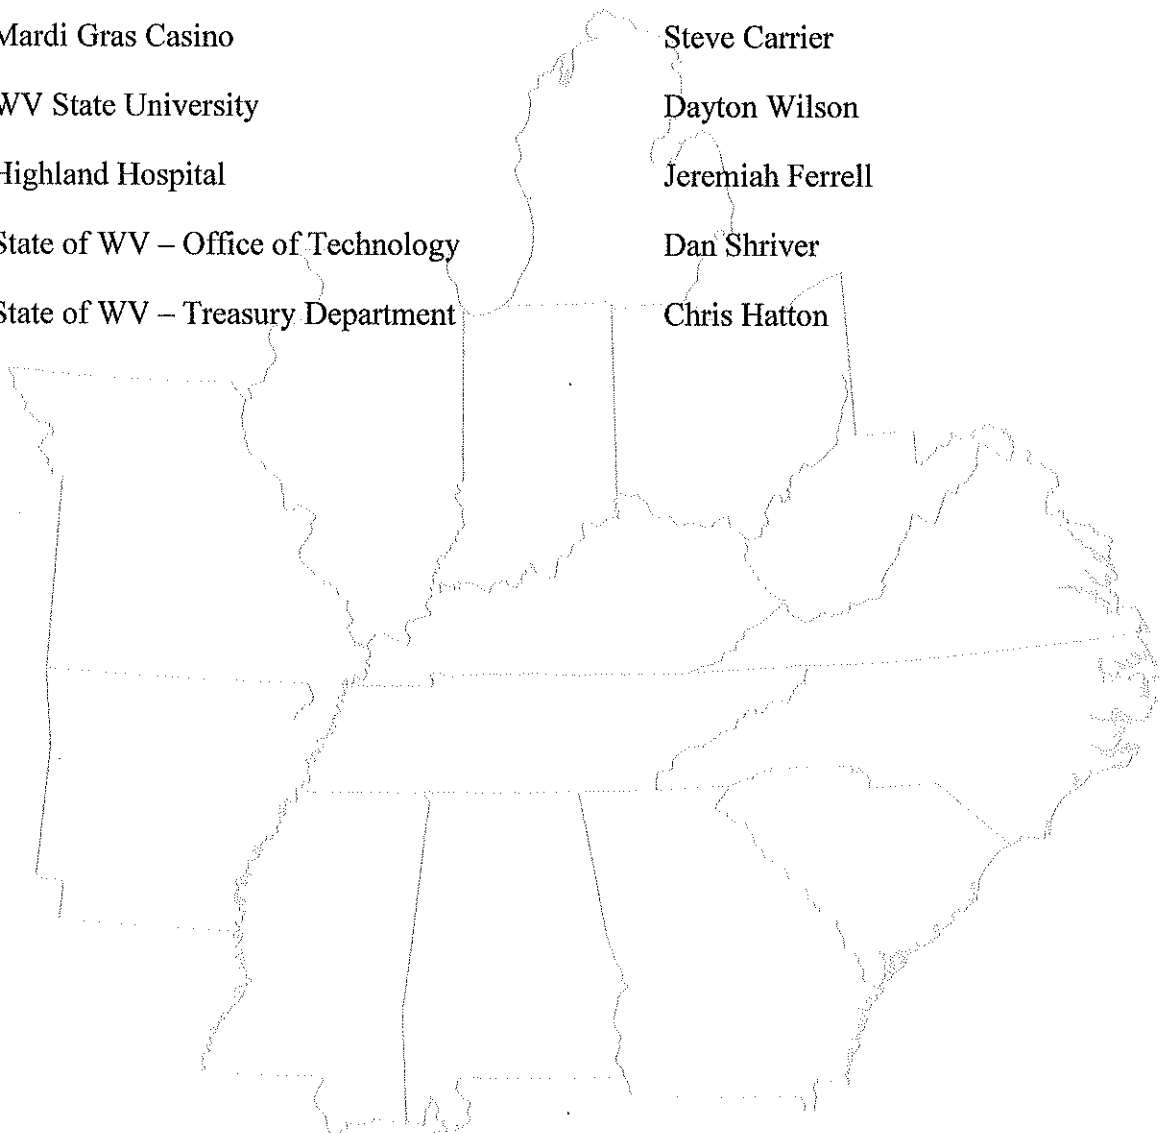 Mardi Gras Casino Steve Carrier
WV State University Dayton Wilson
Highland Hospital Jeremiah Ferrell
State of WV – Office of Technology Dan Shriver
State of WV – Treasury Department Chris Hatton